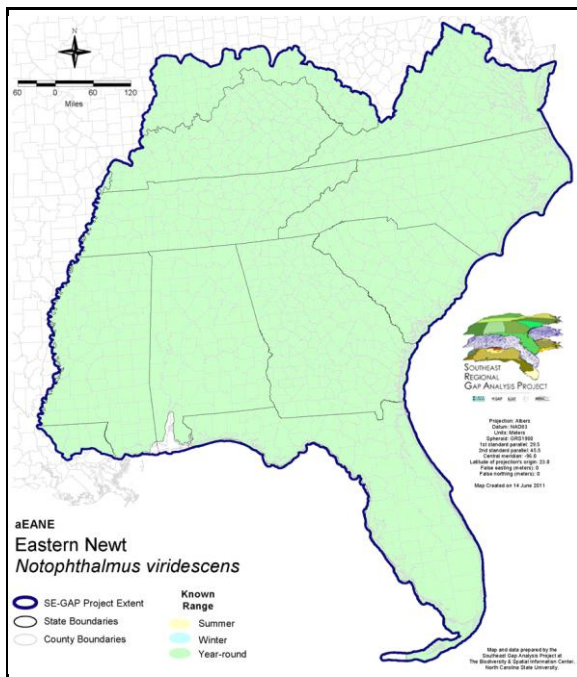 N
60 0 60 120
Miles
SOUTHEAST
REGIONAL
GAP ANALYSIS PROJECT
Projection: Albers
Datum: NAD83
Units: Meters
Spheroid: GRS1980
1st standard parallel: 29.5
2nd standard parallel: 45.5
Central meridian: -96.0
Latitude of projection's origin: 23.0
False easting (meters): 0
False northing (meters): 0
Map Created on 14 June 2011
aEANE
Eastern Newt
Notophthalmus viridescens
SE-GAP Project Extent
State Boundaries
County Boundaries
Known
Range
Summer
Winter
Year-round
Map and data prepared by the
Southeast Gap Analysis Project at
The Biodiversity & Spatial Information Center,
North Carolina State University.